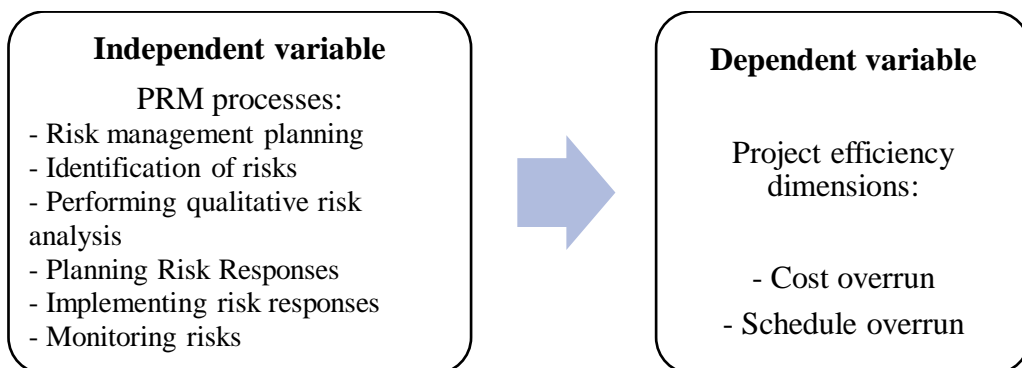 Independent variable
PRM processes:
- Risk management planning
- Identification of risks
- Performing qualitative risk
analysis
- Planning Risk Responses
- Implementing risk responses
- Monitoring risks
Dependent variable
Project efficiency
dimensions:
- Cost overrun
- Schedule overrun